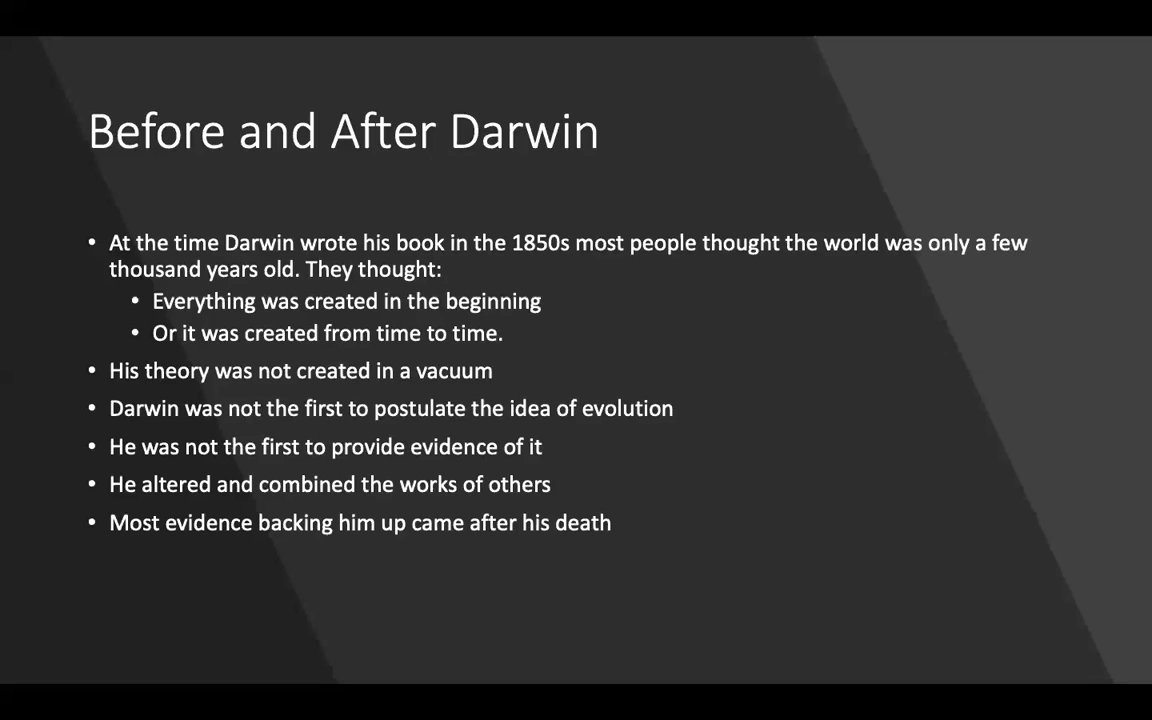 Before and After Darwin
• At the time Darwin wrote his book in the 1850s most people thought the world was only a few
thousand years old. They thought:
• Everything was created in the beginning
• Or it was created from time to time.
• His theory was not created in a vacuum
• Darwin was not the first to postulate the idea of evolution
• He was not the first to provide evidence of it
• He altered and combined the works of others
• Most evidence backing him up came after his death